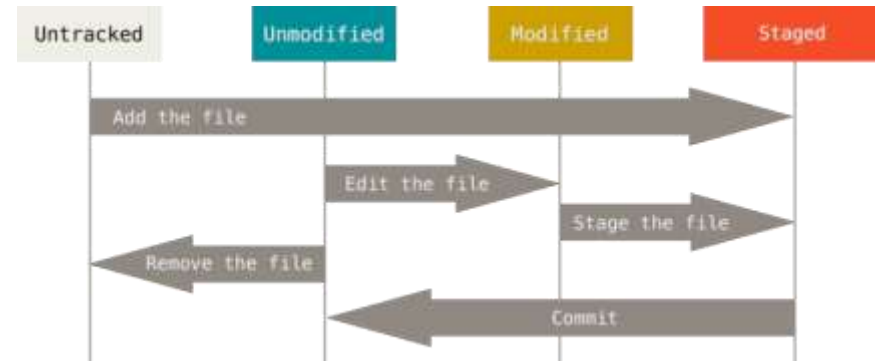 Untracked
Unmodified
Modified
Staged
Add the file
Edit the file
Stage the file
Remove the file
Commit